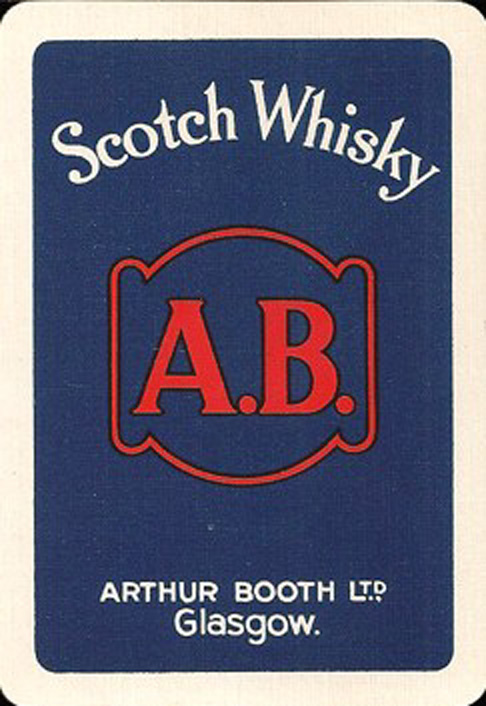 Scotch Whisky
A.B.
ARTHUR BOOTH LTD.
Glasgow.